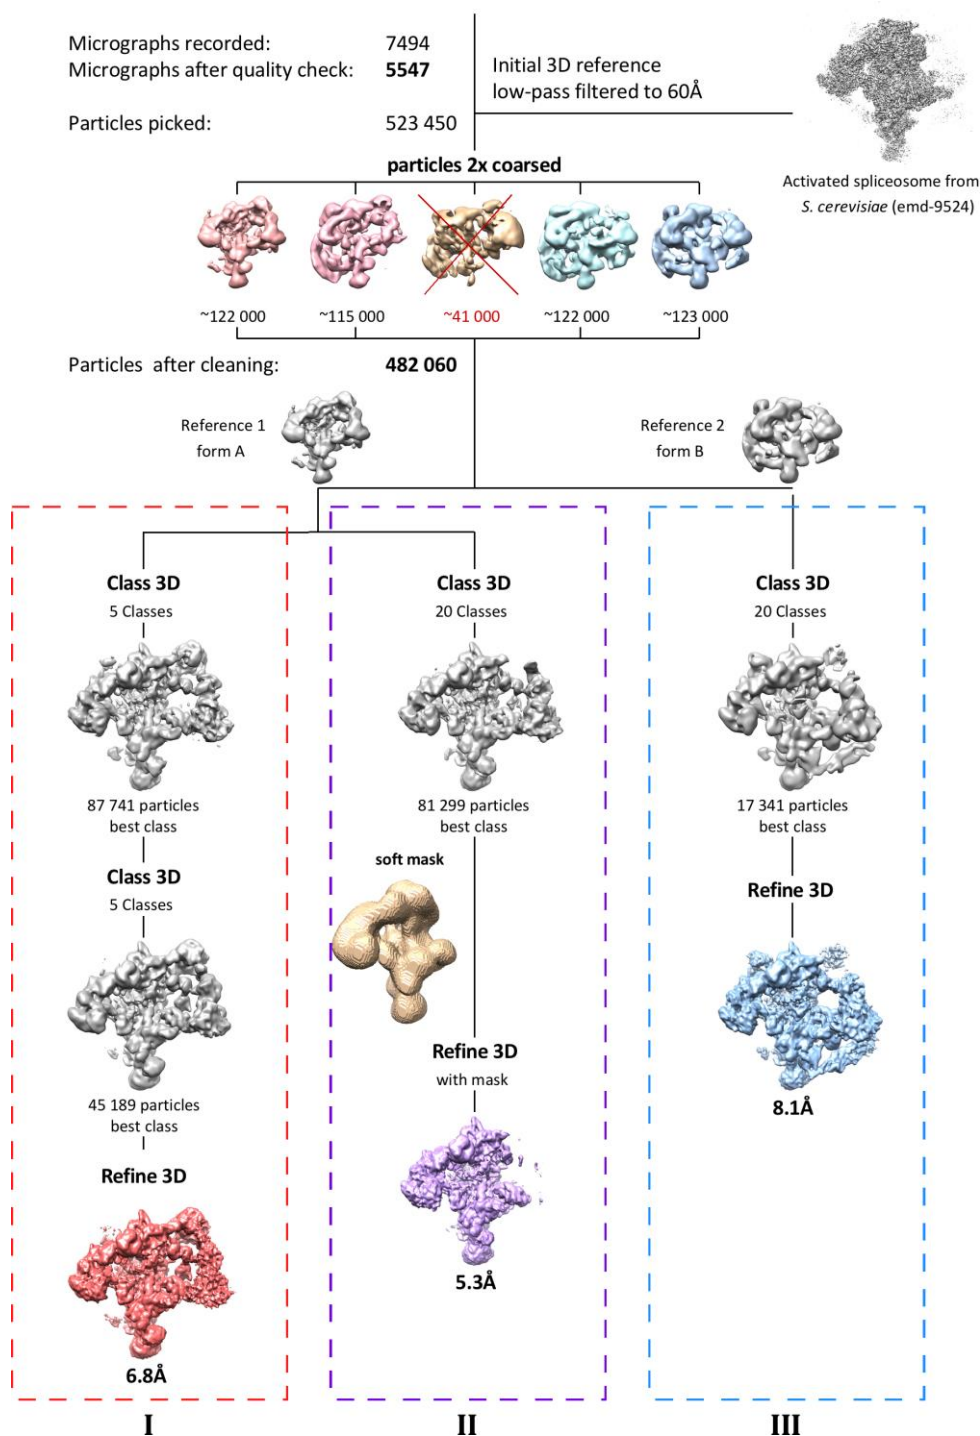 Micrographs recorded: 7494
Micrographs after quality check: 5547
Particles picked: 523 450
Initial 3D reference
low-pass filtered to 60Å
Activated spliceosome from
S. cerevisiae (emd-9524)
particles 2x coarsed
~122 000 ~115 000 ~41 000 ~122 000 ~123 000
Particles after cleaning: 482 060
Reference 1
form A
Reference 2
form B
Class 3D
5 Classes
87 741 particles
best class
Class 3D
5 Classes
45 189 particles
best class
Refine 3D
6.8Å
I
Class 3D
20 Classes
81 299 particles
best class
soft mask
Refine 3D
with mask
5.3Å
II
Class 3D
20 Classes
17 341 particles
best class
Refine 3D
8.1Å
III